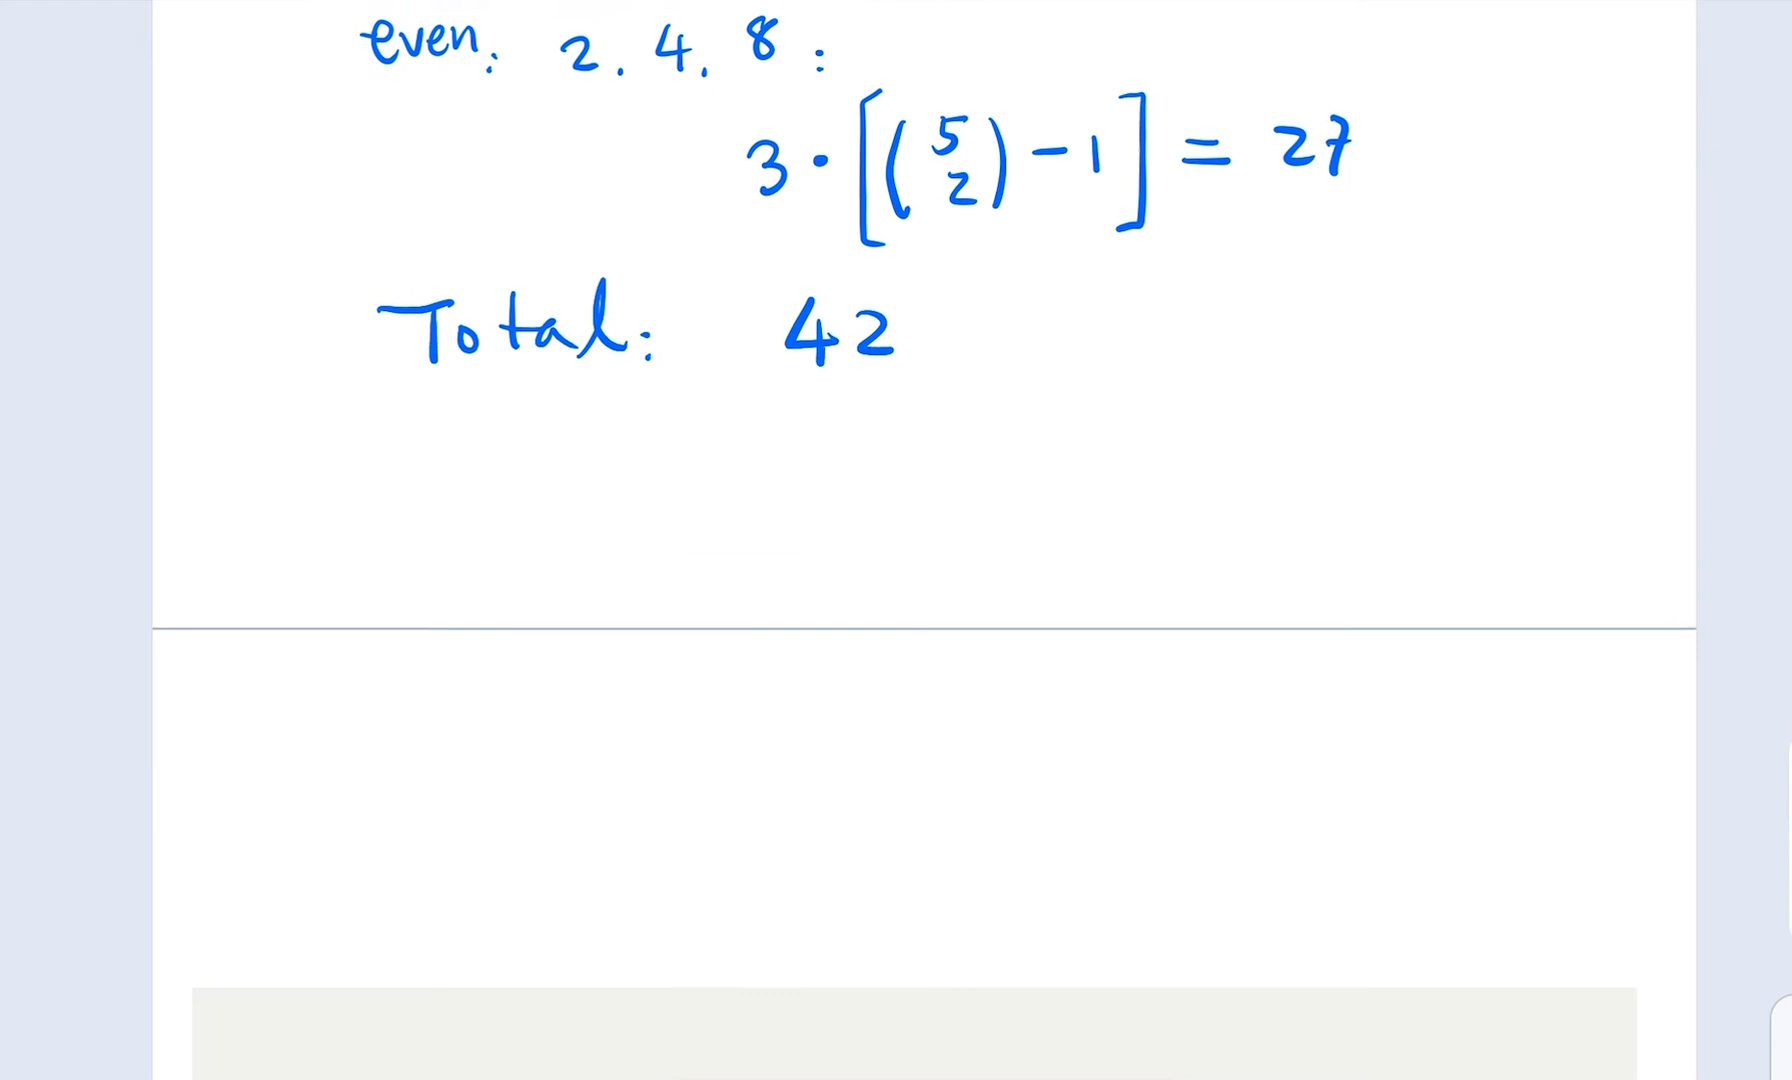 even: 2. 4. 8:
3 · [(5 2) - 1] = 27
Total: 42